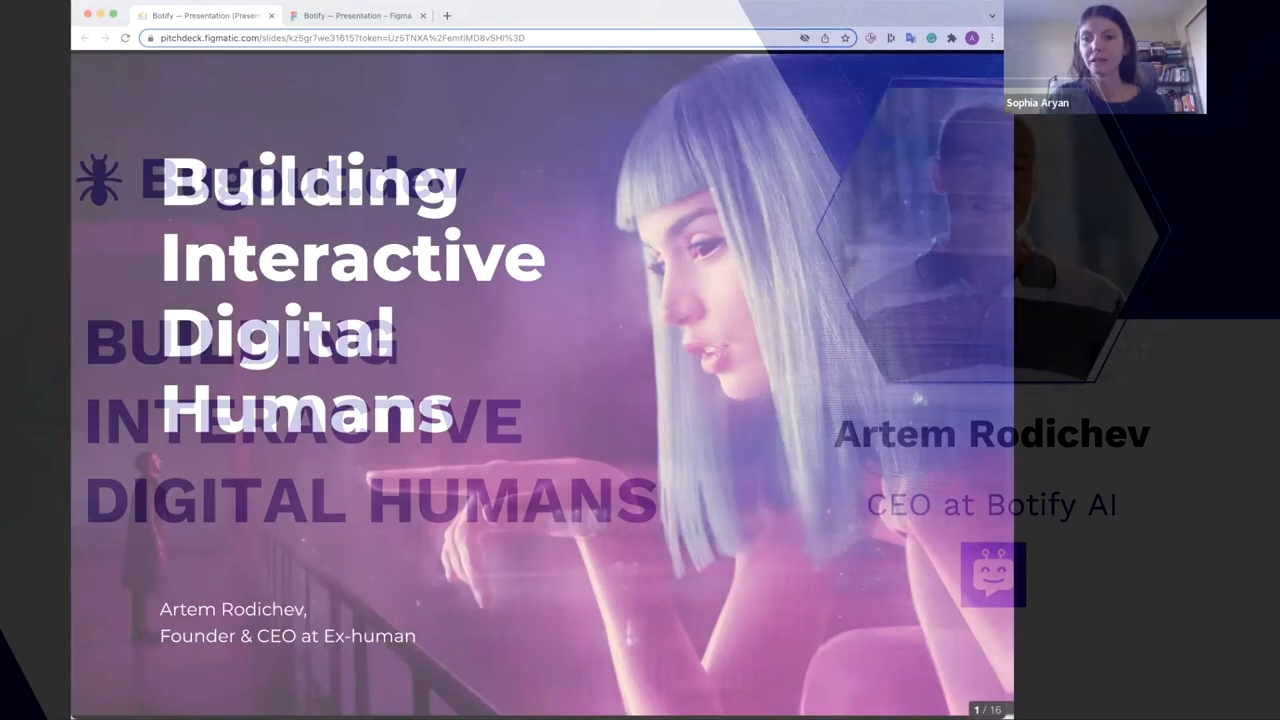 Botify — Presentation (Presen
Botify — Presentation – Figma
pitchdeck.figmatic.com/slides/kz5gr7we31615?token=Uz5TNXA%2FemtiMD8vSHI%3D
A
Sophia Aryan
Bugout.dev
Building
Interactive
Digital
Humans
BUILDING
INTERACTIVE
DIGITAL HUMANS
Artem Rodichev
CEO at Botify AI
Artem Rodichev,
Founder & CEO at Ex-human
1 / 16